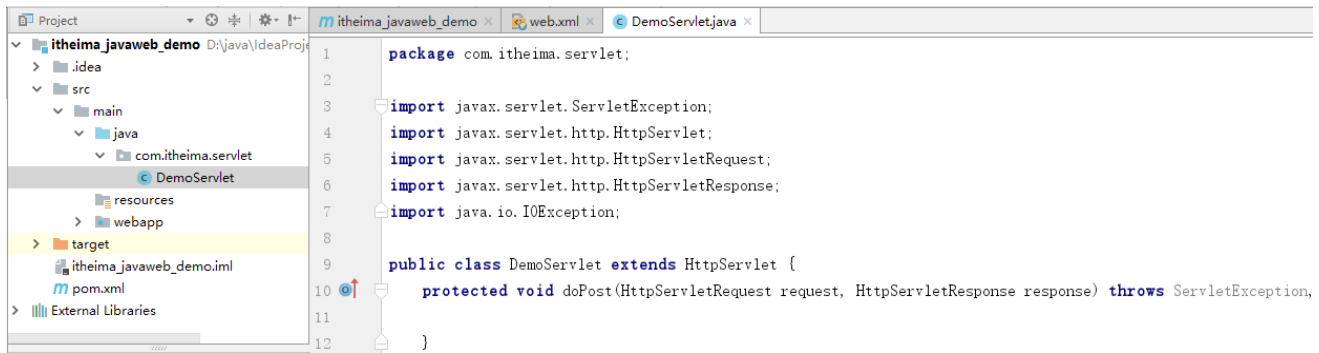 Project
itheima_javaweb_demo D:\java\IdeaProje
.idea
src
main
java
com.itheima.servlet
DemoServlet
resources
webapp
target
itheima_javaweb_demo.iml
m pom.xml
External Libraries
m itheima_javaweb_demo × web.xml × C DemoServlet.java ×
1 package com.itheima.servlet;
2
3 import javax.servlet.ServletException;
4 import javax.servlet.http.HttpServlet;
5 import javax.servlet.http.HttpServletRequest;
6 import javax.servlet.http.HttpServletResponse;
7 import java.io.IOException;
8
9 public class DemoServlet extends HttpServlet {
10 protected void doPost(HttpServletRequest request, HttpServletResponse response) throws ServletException,
11
12 }